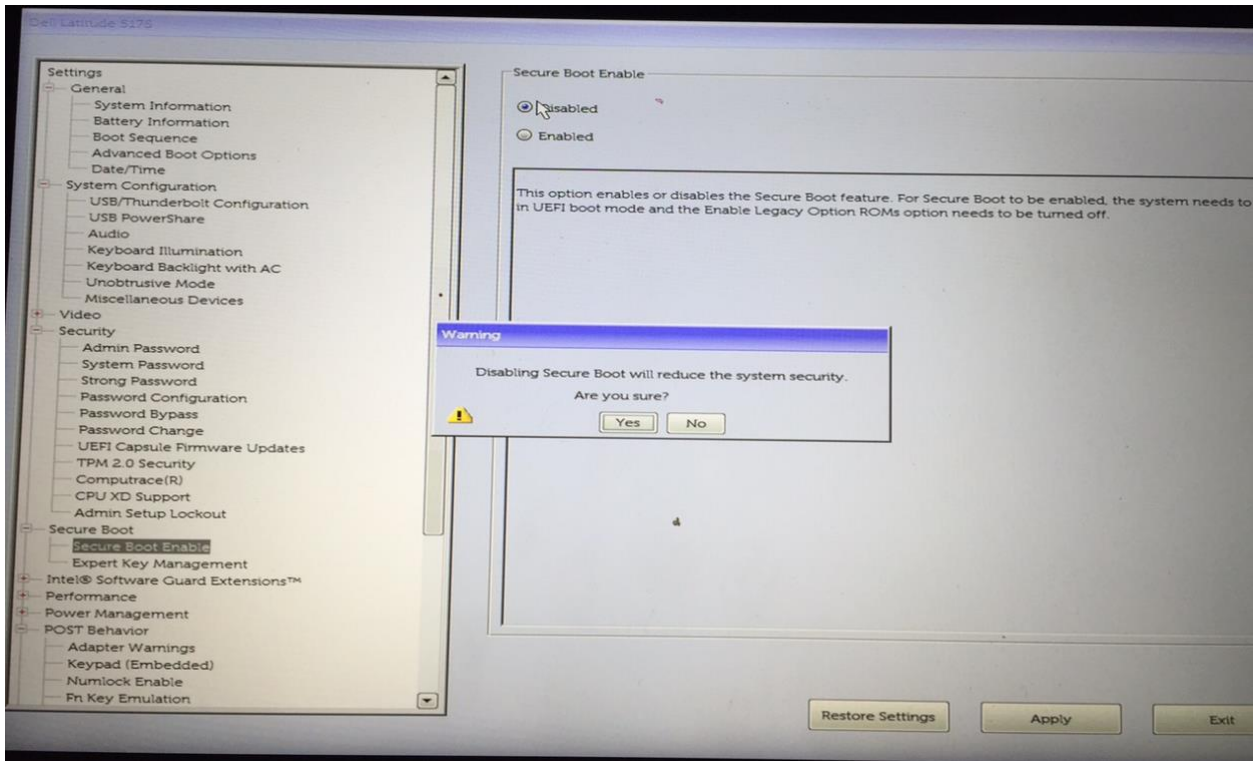 Dell Latitude 5175
Settings
General
System Information
Battery Information
Boot Sequence
Advanced Boot Options
Date/Time
System Configuration
USB/Thunderbolt Configuration
USB PowerShare
Audio
Keyboard Illumination
Keyboard Backlight with AC
Unobtrusive Mode
Miscellaneous Devices
Video
Security
Admin Password
System Password
Strong Password
Password Configuration
Password Bypass
Password Change
UEFI Capsule Firmware Updates
TPM 2.0 Security
Computrace(R)
CPU XD Support
Admin Setup Lockout
Secure Boot
Secure Boot Enable
Expert Key Management
Intel® Software Guard Extensions™
Performance
Power Management
POST Behavior
Adapter Warnings
Keypad (Embedded)
Numlock Enable
Fn Key Emulation
Secure Boot Enable
Disabled
Enabled
This option enables or disables the Secure Boot feature. For Secure Boot to be enabled, the system needs to
in UEFI boot mode and the Enable Legacy Option ROMs option needs to be turned off.
Warning
Disabling Secure Boot will reduce the system security.
Are you sure?
Yes No
Restore Settings Apply Exit